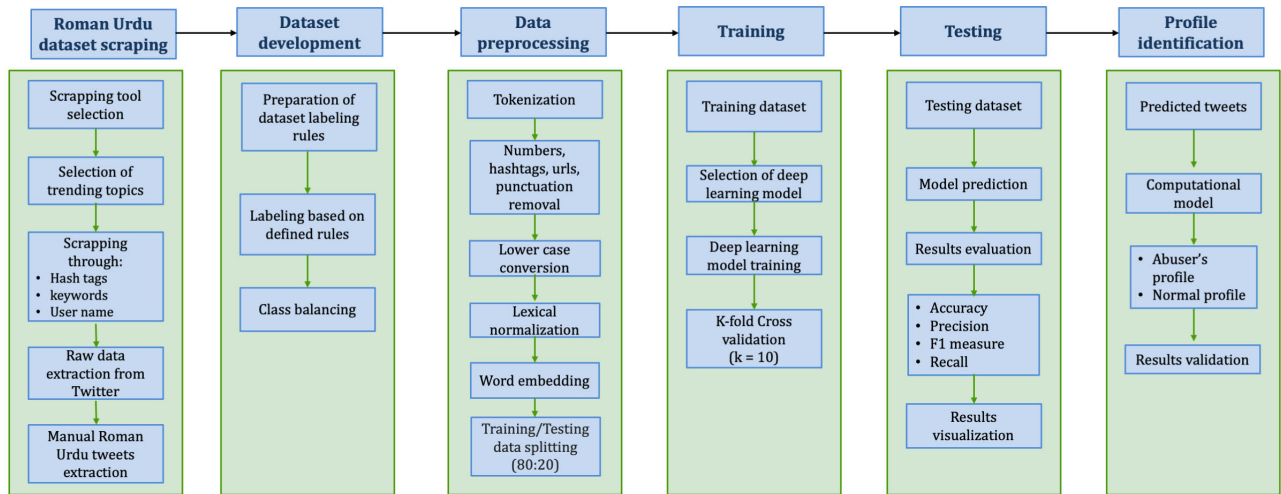 Roman Urdu
dataset scraping
Dataset
development
Data
preprocessing
Training
Testing
Profile
identification
Scrapping tool
selection
Selection of
trending topics
Scrapping
through:
• Hash tags
• keywords
• User name
Raw data
extraction from
Twitter
Manual Roman
Urdu tweets
extraction
Preparation of
dataset labeling
rules
Labeling based on
defined rules
Class balancing
Tokenization
Numbers,
hashtags, urls,
punctuation
removal
Lower case
conversion
Lexical
normalization
Word embedding
Training/Testing
data splitting
(80:20)
Training dataset
Selection of deep
learning model
Deep learning
model training
K-fold Cross
validation
(k = 10)
Testing dataset
Model prediction
Results evaluation
• Accuracy
• Precision
• F1 measure
• Recall
Results
visualization
Predicted tweets
Computational
model
• Abuser's
profile
• Normal profile
Results validation